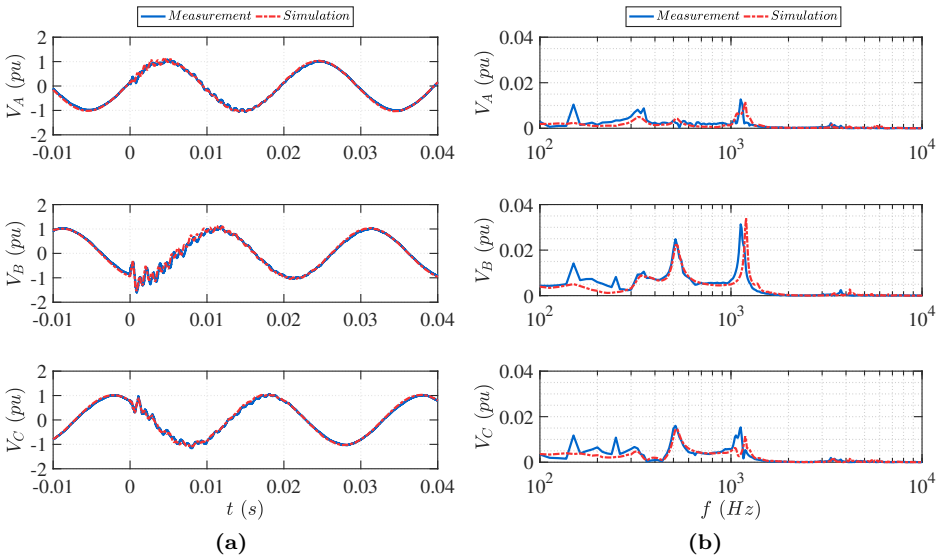 Measurement Simulation
2
1
0
-1
-2
V_A (pu)
-0.01 0 0.01 0.02 0.03 0.04
2
1
0
-1
-2
V_B (pu)
-0.01 0 0.01 0.02 0.03 0.04
2
1
0
-1
-2
V_C (pu)
-0.01 0 0.01 0.02 0.03 0.04
t (s)
(a)
Measurement Simulation
0.04
0.02
0
V_A (pu)
10^2 10^3 10^4
0.04
0.02
0
V_B (pu)
10^2 10^3 10^4
0.04
0.02
0
V_C (pu)
10^2 10^3 10^4
f (Hz)
(b)